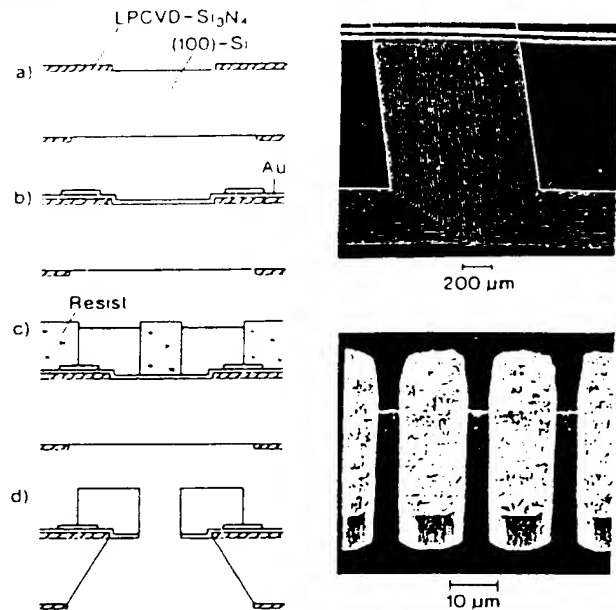 LPCVD-Si₃N₄
(100)-Si
a)
Au
b)
200 µm
Resist
c)
d)
10 µm